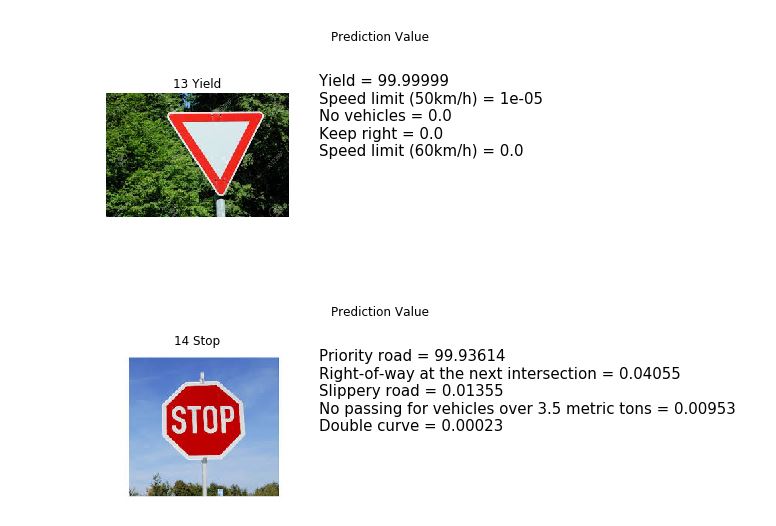 Prediction Value
13 Yield
Yield = 99.99999
Speed limit (50km/h) = 1e-05
No vehicles = 0.0
Keep right = 0.0
Speed limit (60km/h) = 0.0
Prediction Value
14 Stop
Priority road = 99.93614
Right-of-way at the next intersection = 0.04055
Slippery road = 0.01355
No passing for vehicles over 3.5 metric tons = 0.00953
Double curve = 0.00023
STOP